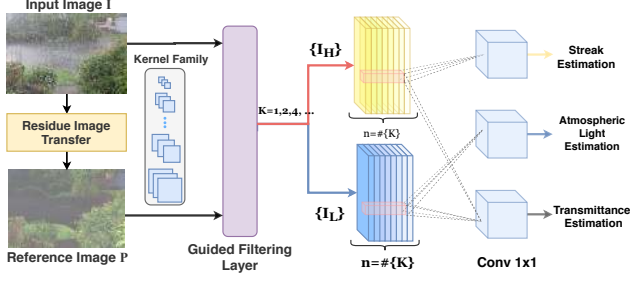 Input Image I
Residue Image
Transfer
Reference Image P
Kernel Family
Guided Filtering
Layer
K=1,2,4, ...
{I_H}
{I_L}
n=#{K}
n=#{K}
Conv 1x1
Streak
Estimation
Atmospheric
Light
Estimation
Transmittance
Estimation